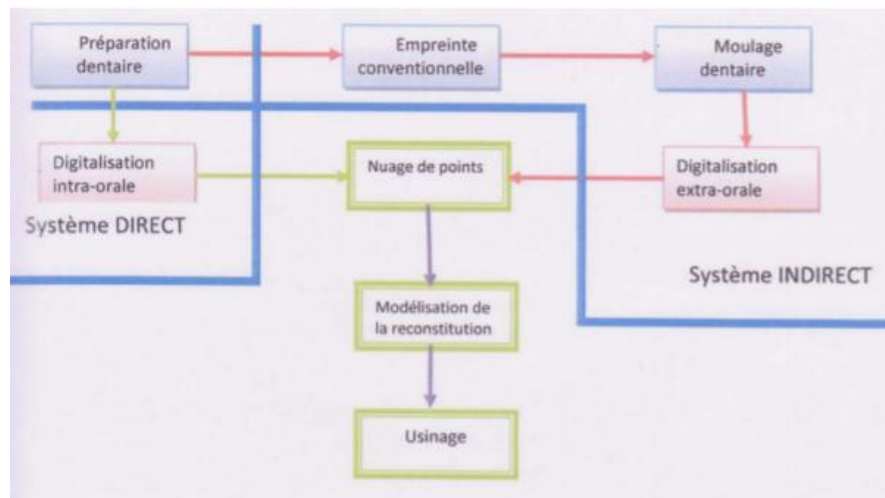 Préparation
dentaire
Empreinte
conventionnelle
Moulage
dentaire
Digitalisation
intra-orale
Nuage de points
Digitalisation
extra-orale
Système DIRECT
Système INDIRECT
Modélisation de
la reconstitution
Usinage